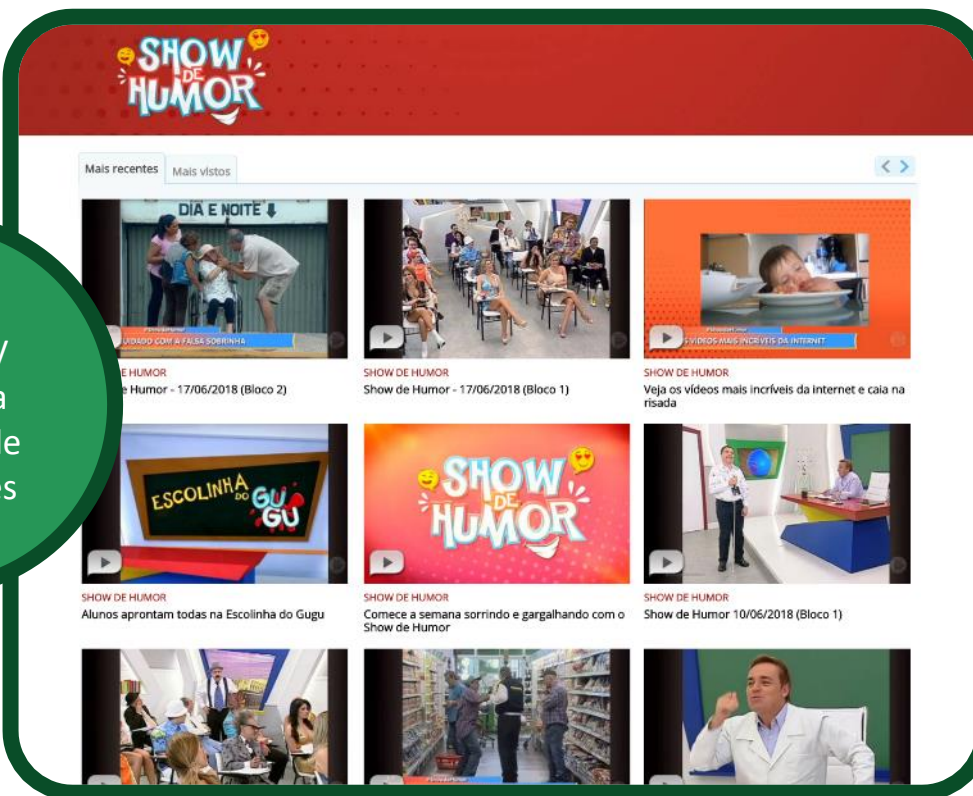 SHOW
DE
HUMOR
Mais recentes
Mais vistos
DIA E NOITE
CUIDADO COM A FALSA SOBRINHA
OS VÍDEOS MAIS INCRÍVEIS DA INTERNET
SHOW DE HUMOR
SHOW DE HUMOR
de Humor - 17/06/2018 (Bloco 2)
Show de Humor - 17/06/2018 (Bloco 1)
Veja os vídeos mais incríveis da internet e caia na
risada
ESCOLINHA
DO GU
GU
SHOW
DE
HUMOR
SHOW DE HUMOR
SHOW DE HUMOR
SHOW DE HUMOR
Alunos aprontam todas na Escolinha do Gugu
Comece a semana sorrindo e gargalhando com o
Show de Humor
Show de Humor 10/06/2018 (Bloco 1)